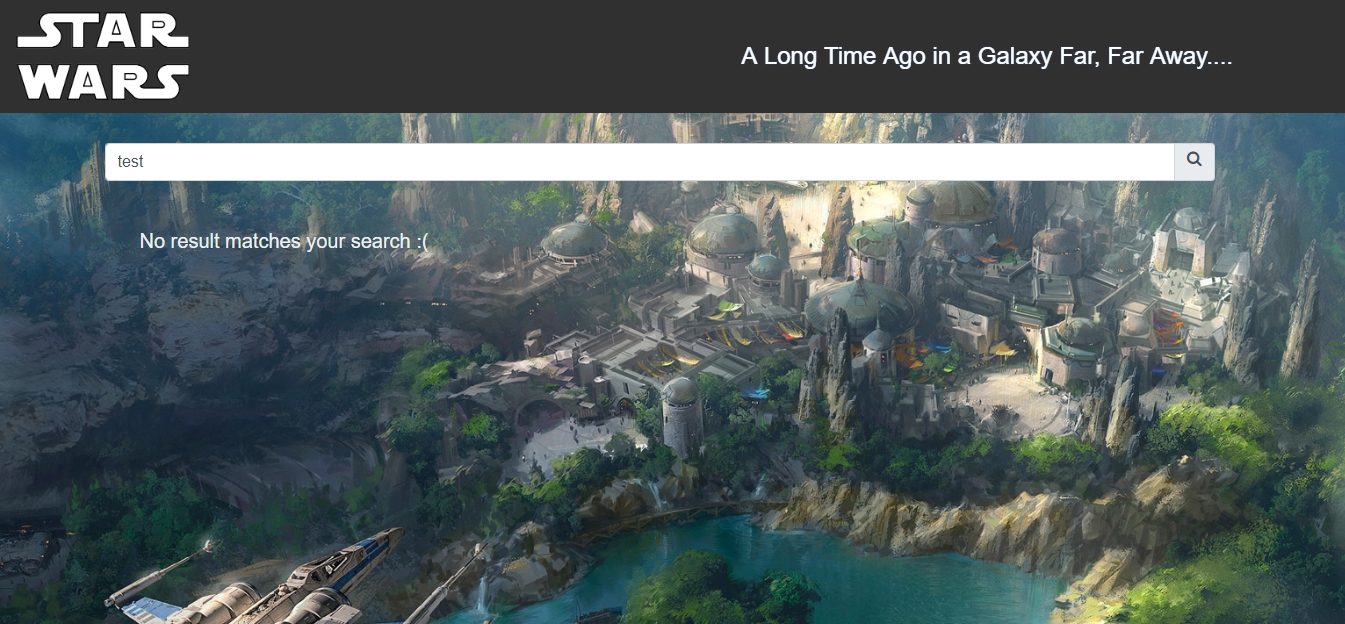 STAR
WARS
A Long Time Ago in a Galaxy Far, Far Away....
test
No result matches your search :(